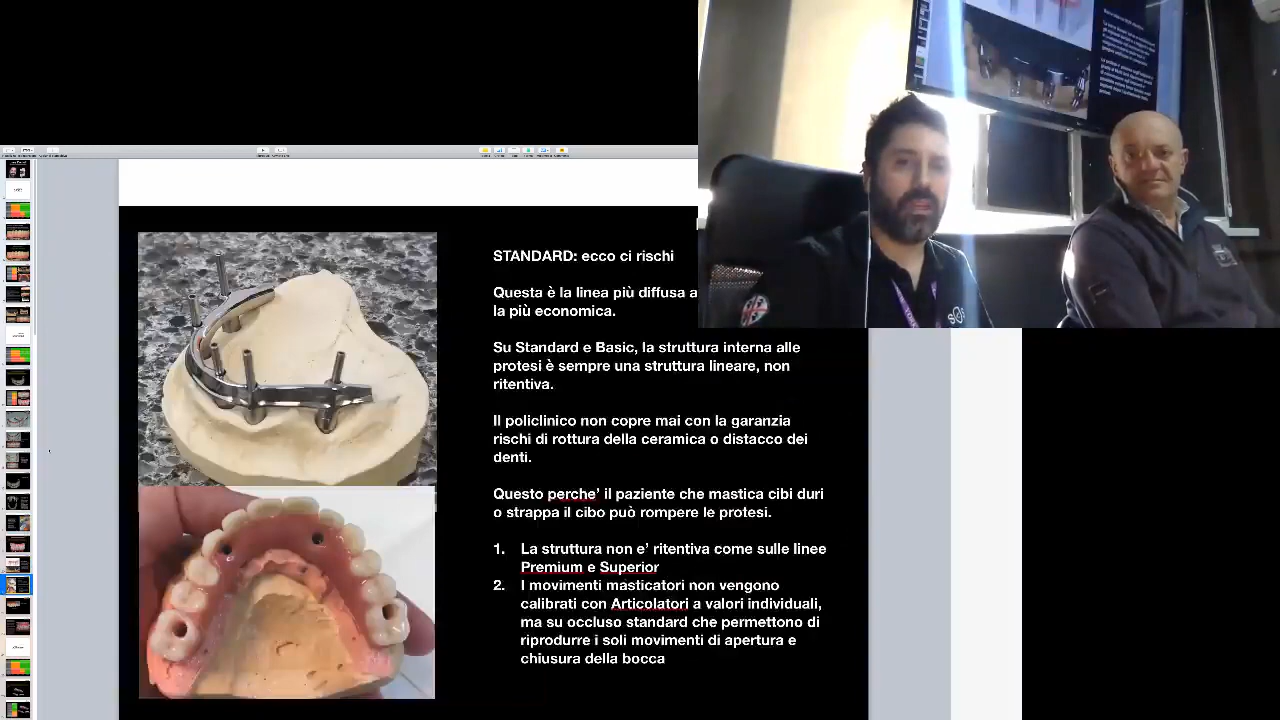 STANDARD: ecco ci rischi
Questa è la linea più diffusa a
la più economica.
Su Standard e Basic, la struttura interna alle
protesi è sempre una struttura lineare, non
ritentiva.
Il policlinico non copre mai con la garanzia
rischi di rottura della ceramica o distacco dei
denti.
Questo perche' il paziente che mastica cibi duri
o strappa il cibo può rompere le protesi.
1. La struttura non e' ritentiva come sulle linee
Premium e Superior
2. I movimenti masticatori non vengono
calibrati con Articolatori a valori individuali,
ma su occluso standard che permettono di
riprodurre i soli movimenti di apertura e
chiusura della bocca